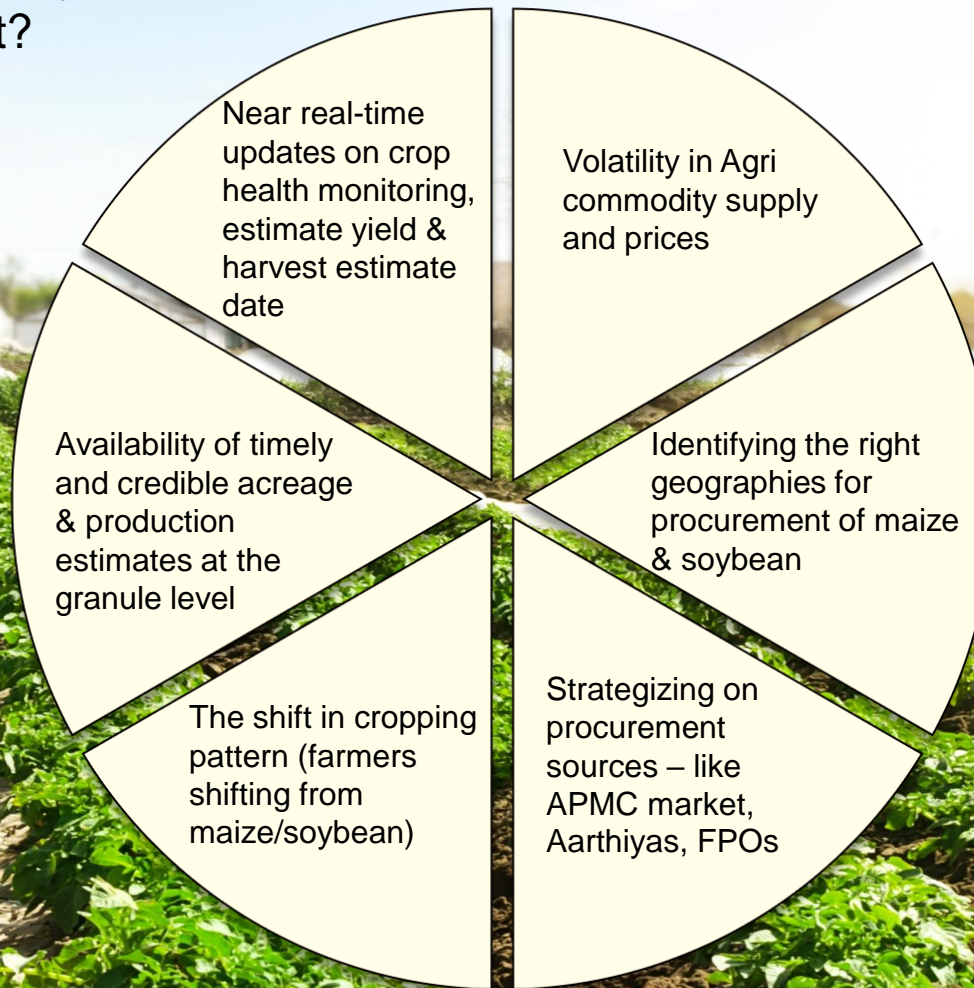 t?
Near real-time
updates on crop
health monitoring,
estimate yield &
harvest estimate
date
Volatility in Agri
commodity supply
and prices
Identifying the right
geographies for
procurement of maize
& soybean
Strategizing on
procurement
sources – like
APMC market,
Aarthiyas, FPOs
The shift in cropping
pattern (farmers
shifting from
maize/soybean)
Availability of timely
and credible acreage
& production
estimates at the
granule level